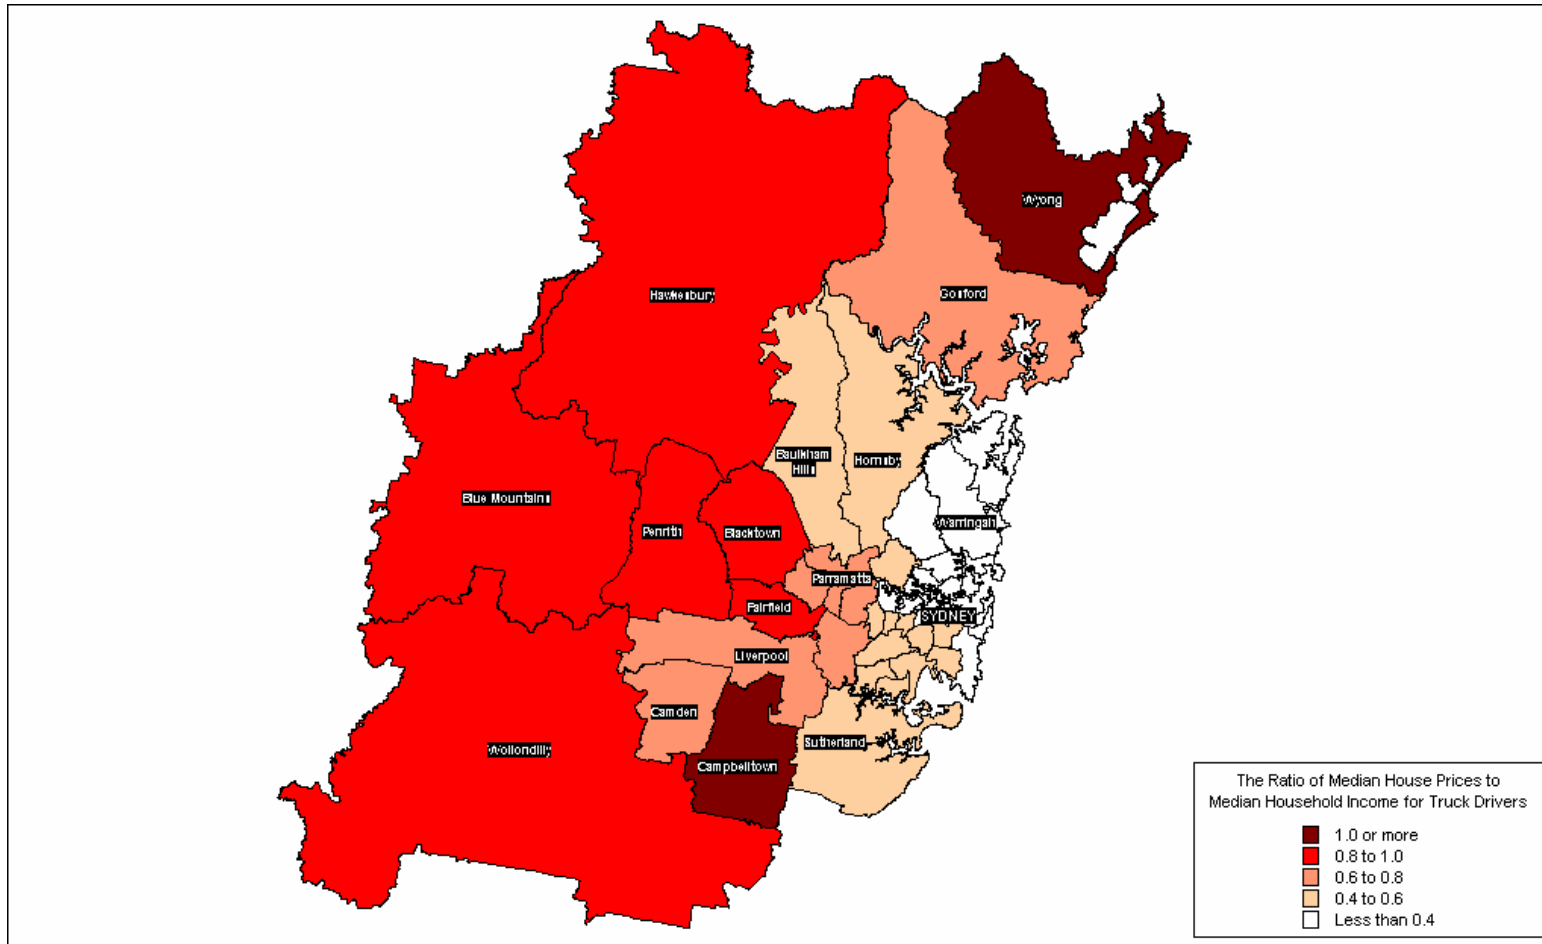 Wyong
Hawkesbury
Gosford
Baulkham
Hills
Hornsby
Blue Mountains
Warringah
Penrith
Blacktown
Parramatta
Fairfield
SYDNEY
Liverpool
Camden
Sutherland
Wollondilly
Campbelltown
The Ratio of Median House Prices to
Median Household Income for Truck Drivers
1.0 or more
0.8 to 1.0
0.6 to 0.8
0.4 to 0.6
Less than 0.4